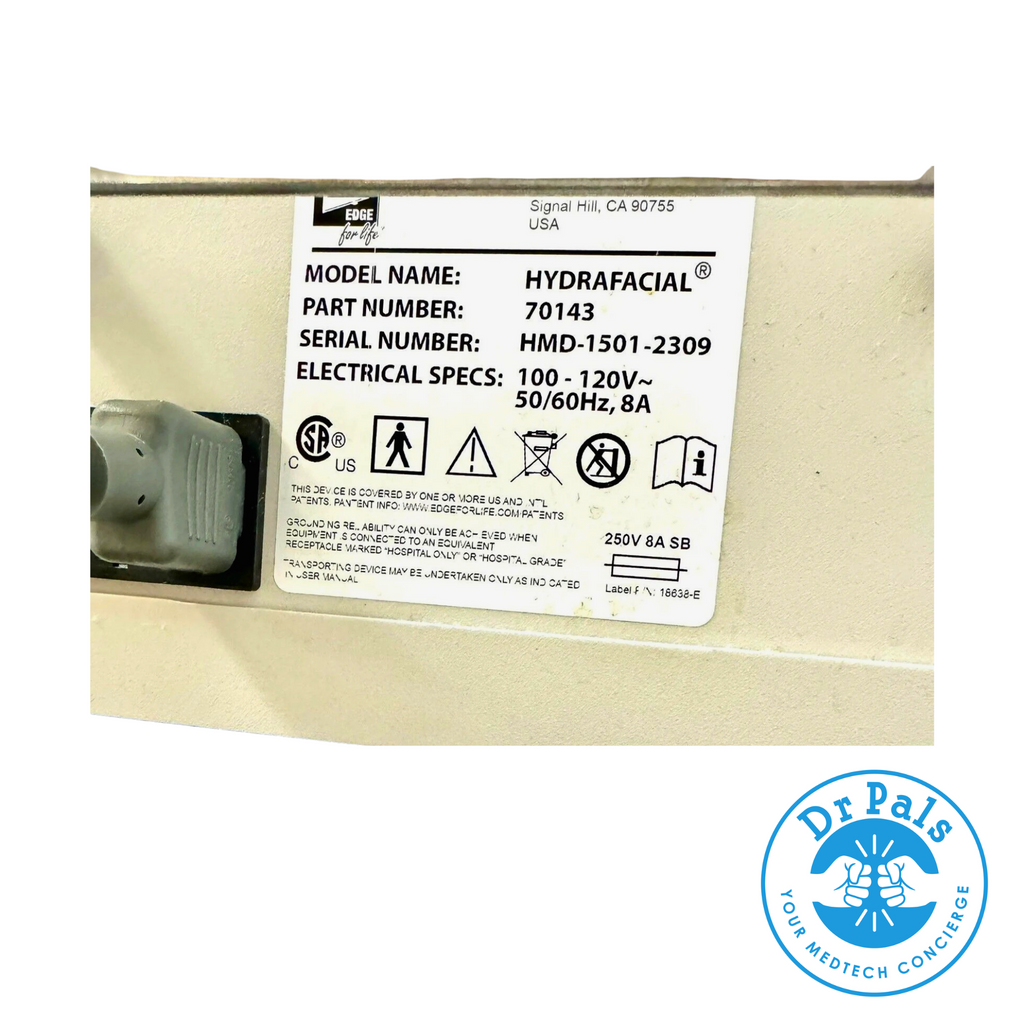 EDGE
for life
Signal Hill, CA 90755
USA
MODEL NAME: HYDRAFACIAL®
PART NUMBER: 70143
SERIAL NUMBER: HMD-1501-2309
ELECTRICAL SPECS: 100 - 120V~
50/60Hz, 8A
C SA ® US
i
THIS DEVICE IS COVERED BY ONE OR MORE US AND INTL
PATENTS. PANTENT INFO: WWW.EDGEFORLIFE.COM/PATENTS
GROUNDING RELIABILITY CAN ONLY BE ACHIEVED WHEN
EQUIPMENT IS CONNECTED TO AN EQUIVALENT
RECEPTACLE MARKED "HOSPITAL ONLY" OR "HOSPITAL GRADE"
TRANSPORTING DEVICE MAY BE UNDERTAKEN ONLY AS INDICATED
IN USER MANUAL
250V 8A SB
Label P/N: 18638-E
Dr Pals
YOUR MEDTECH CONCIERGE